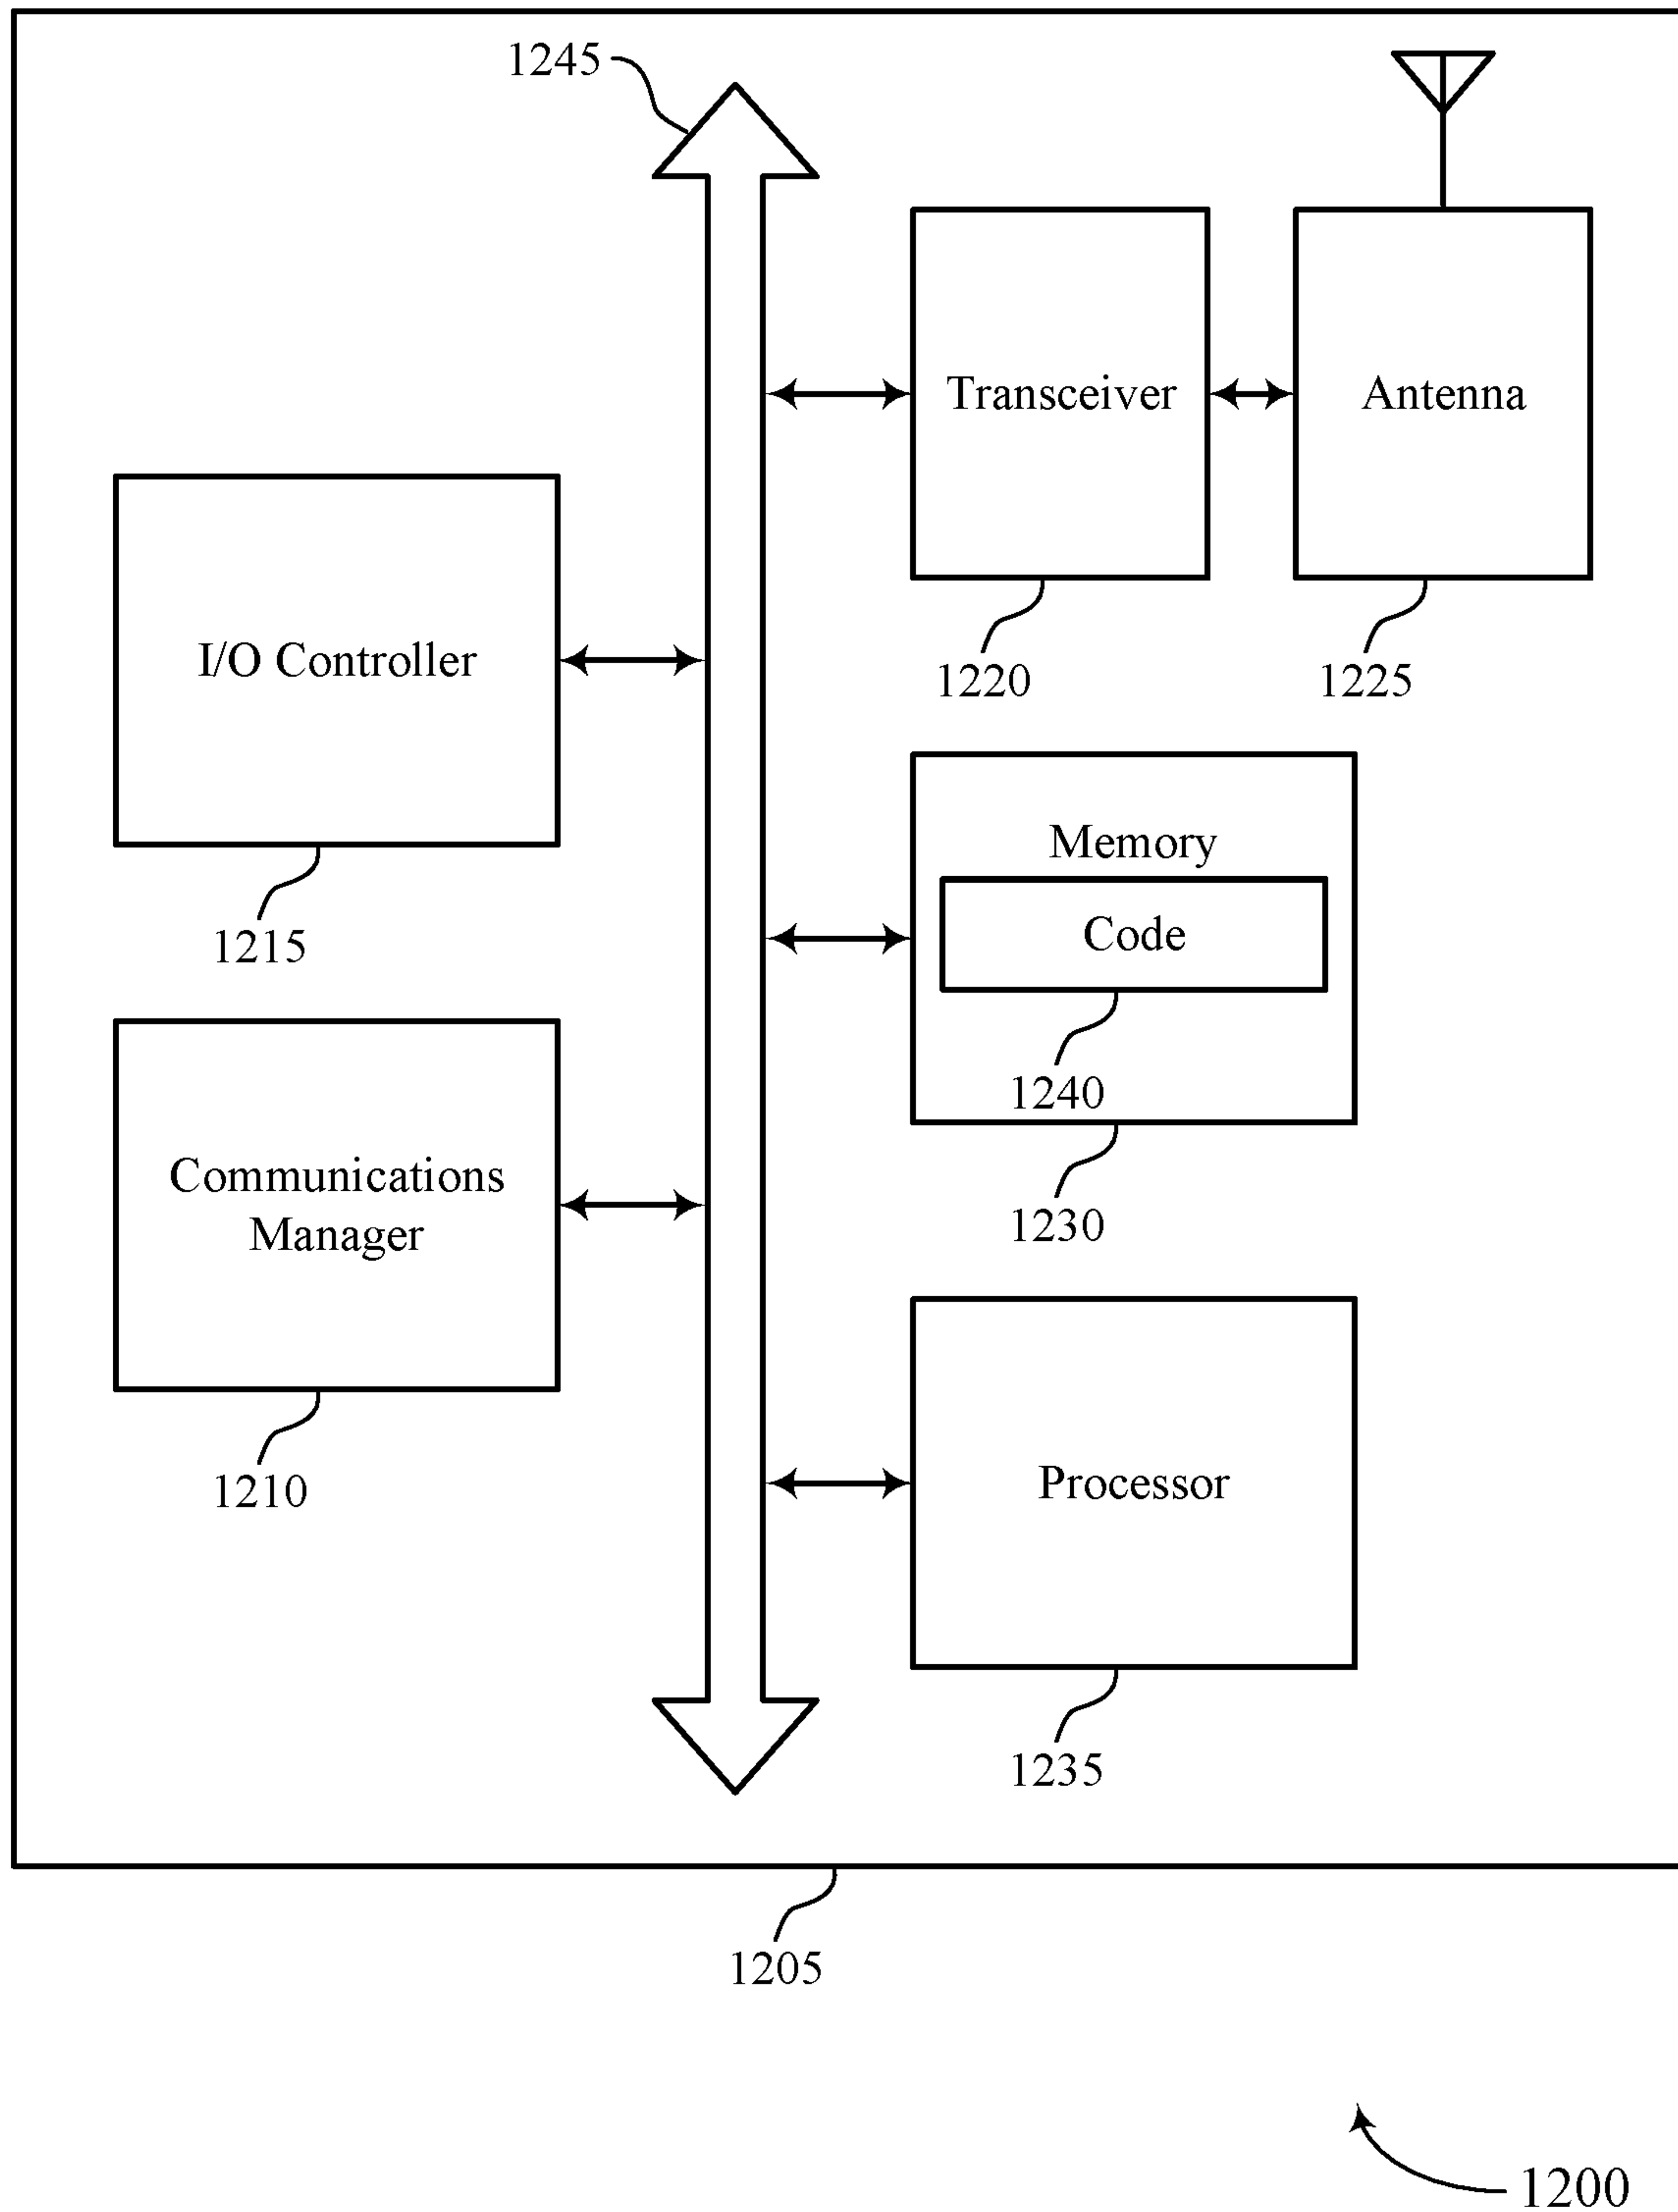 1245
Transceiver
Antenna
1220
1225
I/O Controller
1215
Memory
Code
1240
1230
Communications
Manager
1210
Processor
1235
1205
1200